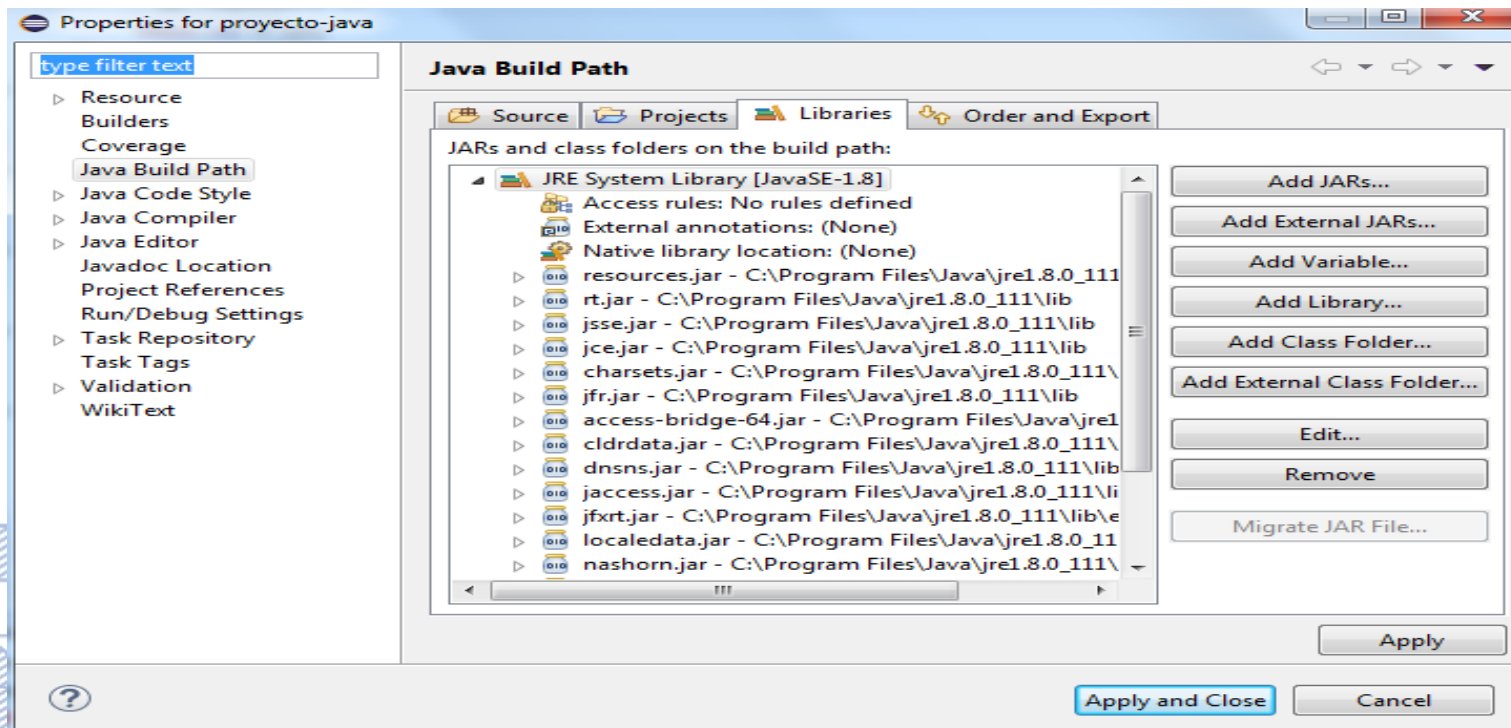 Properties for proyecto-java
type filter text
Resource
Builders
Coverage
Java Build Path
Java Code Style
Java Compiler
Java Editor
Javadoc Location
Project References
Run/Debug Settings
Task Repository
Task Tags
Validation
WikiText
Java Build Path
Source Projects Libraries Order and Export
JARs and class folders on the build path:
JRE System Library [JavaSE-1.8]
Access rules: No rules defined
External annotations: (None)
Native library location: (None)
resources.jar - C:\Program Files\Java\jre1.8.0_111
rt.jar - C:\Program Files\Java\jre1.8.0_111\lib
jsse.jar - C:\Program Files\Java\jre1.8.0_111\lib
jce.jar - C:\Program Files\Java\jre1.8.0_111\lib
charsets.jar - C:\Program Files\Java\jre1.8.0_111\
jfr.jar - C:\Program Files\Java\jre1.8.0_111\lib
access-bridge-64.jar - C:\Program Files\Java\jre1
cldrdata.jar - C:\Program Files\Java\jre1.8.0_111\
dnsns.jar - C:\Program Files\Java\jre1.8.0_111\lib
jaccess.jar - C:\Program Files\Java\jre1.8.0_111\li
jfxrt.jar - C:\Program Files\Java\jre1.8.0_111\lib\e
localedata.jar - C:\Program Files\Java\jre1.8.0_11
nashorn.jar - C:\Program Files\Java\jre1.8.0_111\
Add JARs...
Add External JARs...
Add Variable...
Add Library...
Add Class Folder...
Add External Class Folder...
Edit...
Remove
Migrate JAR File...
Apply
Apply and Close
Cancel